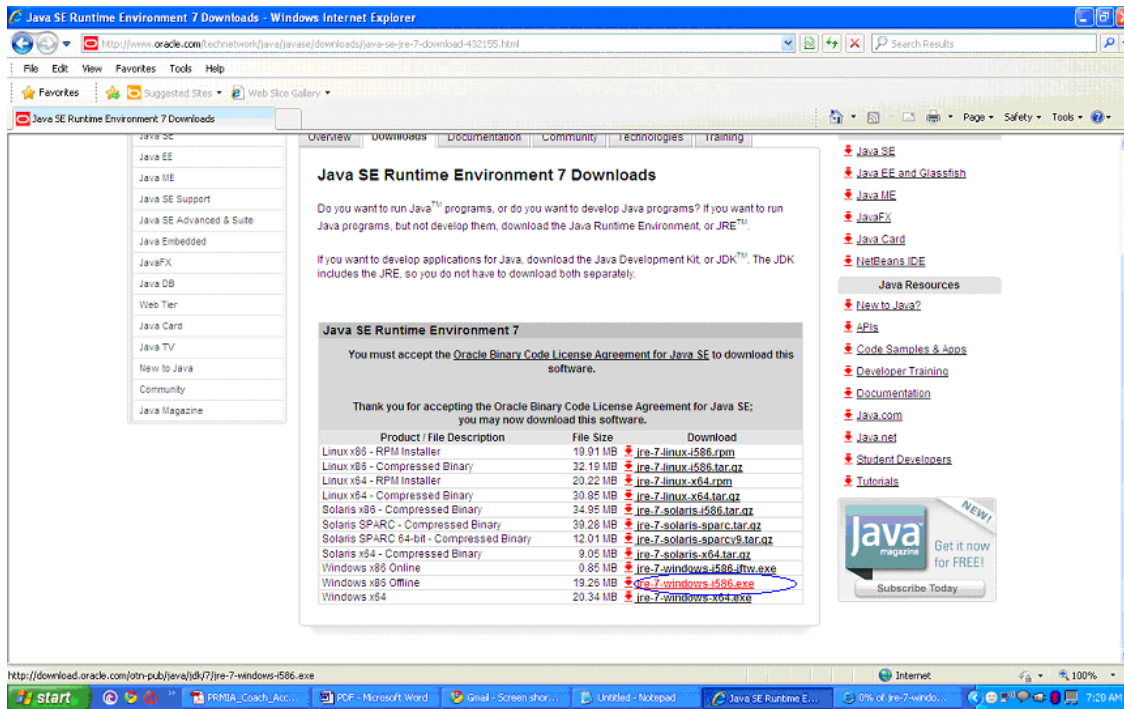 Java SE Runtime Environment 7 Downloads - Windows Internet Explorer
http://www.oracle.com/technetwork/java/javase/downloads/java-se-jre-7-download-432155.html
Search Results
File Edit View Favorites Tools Help
Favorites Suggested Sites Web Slice Gallery
Java SE Runtime Environment 7 Downloads
Page Safety Tools
Java SE
Java EE
Java ME
Java SE Support
Java SE Advanced & Suite
Java Embedded
JavaFX
Java DB
Web Tier
Java Card
Java TV
New to Java
Community
Java Magazine
Overview Downloads Documentation Community Technologies Training
Java SE Runtime Environment 7 Downloads
Do you want to run Java™ programs, or do you want to develop Java programs? If you want to run
Java programs, but not develop them, download the Java Runtime Environment, or JRE™.
If you want to develop applications for Java, download the Java Development Kit, or JDK™. The JDK
includes the JRE, so you do not have to download both separately.
Java SE Runtime Environment 7
You must accept the Oracle Binary Code License Agreement for Java SE to download this
software.
Thank you for accepting the Oracle Binary Code License Agreement for Java SE;
you may now download this software.
Product / File Description File Size Download
Linux x86 - RPM Installer 19.91 MB jre-7-linux-i586.rpm
Linux x86 - Compressed Binary 32.19 MB jre-7-linux-i586.tar.gz
Linux x64 - RPM Installer 20.22 MB jre-7-linux-x64.rpm
Linux x64 - Compressed Binary 30.85 MB jre-7-linux-x64.tar.gz
Solaris x86 - Compressed Binary 34.95 MB jre-7-solaris-i586.tar.gz
Solaris SPARC - Compressed Binary 39.28 MB jre-7-solaris-sparc.tar.gz
Solaris SPARC 64-bit - Compressed Binary 12.01 MB jre-7-solaris-sparcv9.tar.gz
Solaris x64 - Compressed Binary 9.05 MB jre-7-solaris-x64.tar.gz
Windows x86 Online 0.85 MB jre-7-windows-i586-iftw.exe
Windows x86 Offline 19.26 MB jre-7-windows-i586.exe
Windows x64 20.34 MB jre-7-windows-x64.exe
Java SE
Java EE and Glassfish
Java ME
JavaFX
Java Card
NetBeans IDE
Java Resources
New to Java?
APIs
Code Samples & Apps
Developer Training
Documentation
Java.com
Java.net
Student Developers
Tutorials
NEW!
Java magazine
Get it now
for FREE!
Subscribe Today
http://download.oracle.com/otn-pub/java/jdk/7/jre-7-windows-i586.exe
Internet 100%
start PRMIA_Coach_Acc... PDF - Microsoft Word Gmail - Screen shor... Untitled - Notepad Java SE Runtime E... 0% of jre-7-windo... 7:20 AM